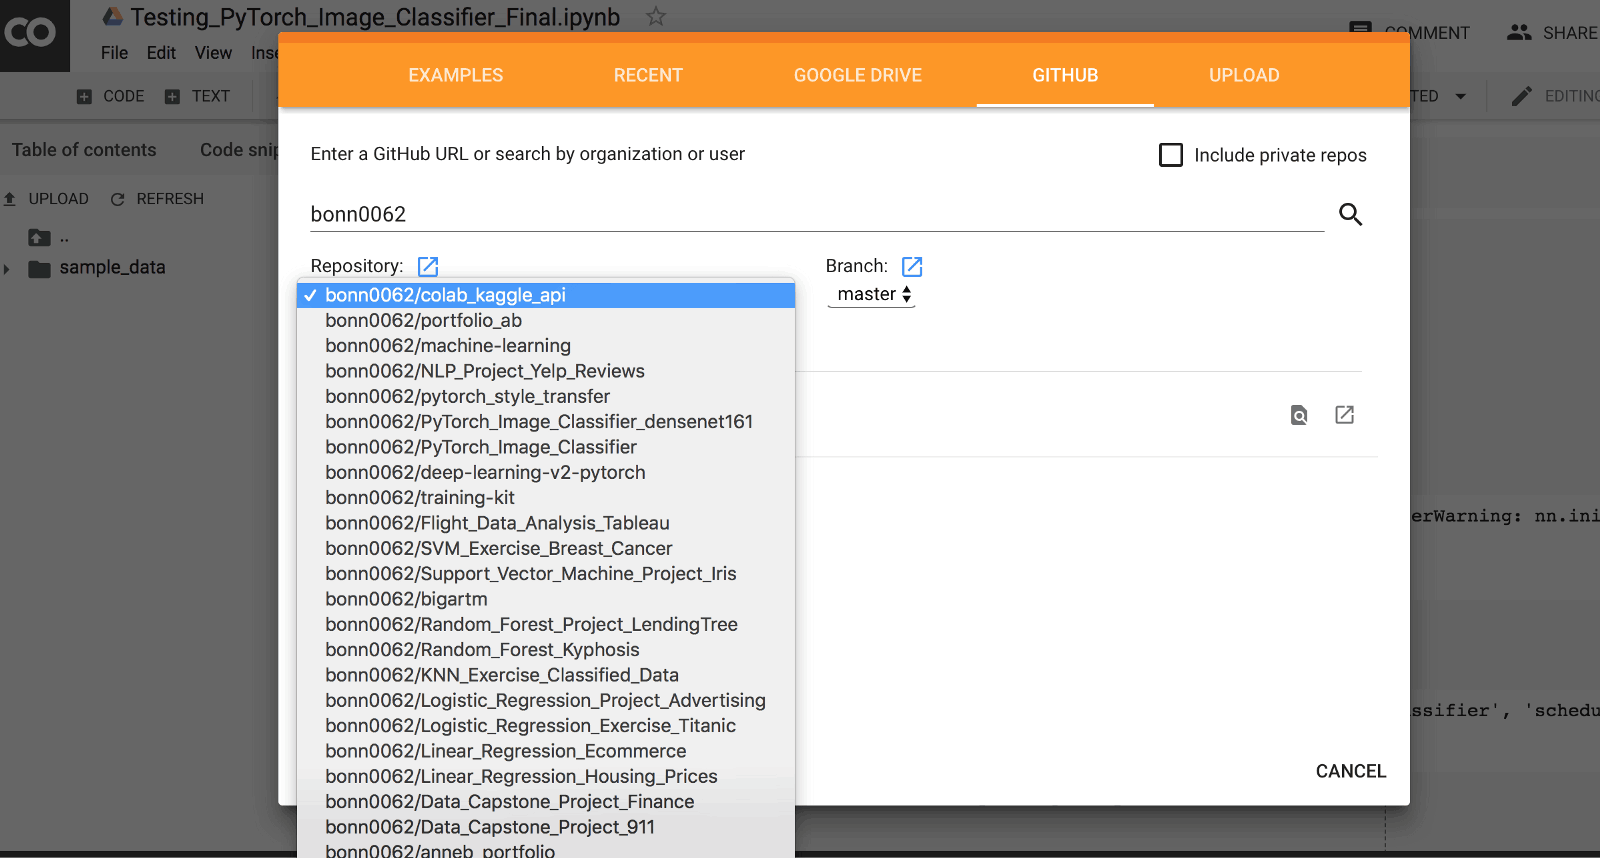 CO
Testing_PyTorch_Image_Classifier_Final.ipynb
File Edit View Inse
COMMENT SHARE
CODE TEXT
TED EDITING
EXAMPLES RECENT GOOGLE DRIVE GITHUB UPLOAD
Table of contents Code snip
UPLOAD REFRESH
..
sample_data
Enter a GitHub URL or search by organization or user
Include private repos
bonn0062
Repository: Branch:
master
✓ bonn0062/colab_kaggle_api
bonn0062/portfolio_ab
bonn0062/machine-learning
bonn0062/NLP_Project_Yelp_Reviews
bonn0062/pytorch_style_transfer
bonn0062/PyTorch_Image_Classifier_densenet161
bonn0062/PyTorch_Image_Classifier
bonn0062/deep-learning-v2-pytorch
bonn0062/training-kit
bonn0062/Flight_Data_Analysis_Tableau
bonn0062/SVM_Exercise_Breast_Cancer
bonn0062/Support_Vector_Machine_Project_Iris
bonn0062/bigartm
bonn0062/Random_Forest_Project_LendingTree
bonn0062/Random_Forest_Kyphosis
bonn0062/KNN_Exercise_Classified_Data
bonn0062/Logistic_Regression_Project_Advertising
bonn0062/Logistic_Regression_Exercise_Titanic
bonn0062/Linear_Regression_Ecommerce
bonn0062/Linear_Regression_Housing_Prices
bonn0062/Data_Capstone_Project_Finance
bonn0062/Data_Capstone_Project_911
bonn0062/anneb_portfolio
erWarning: nn.ini
ssifier', 'schedu
CANCEL